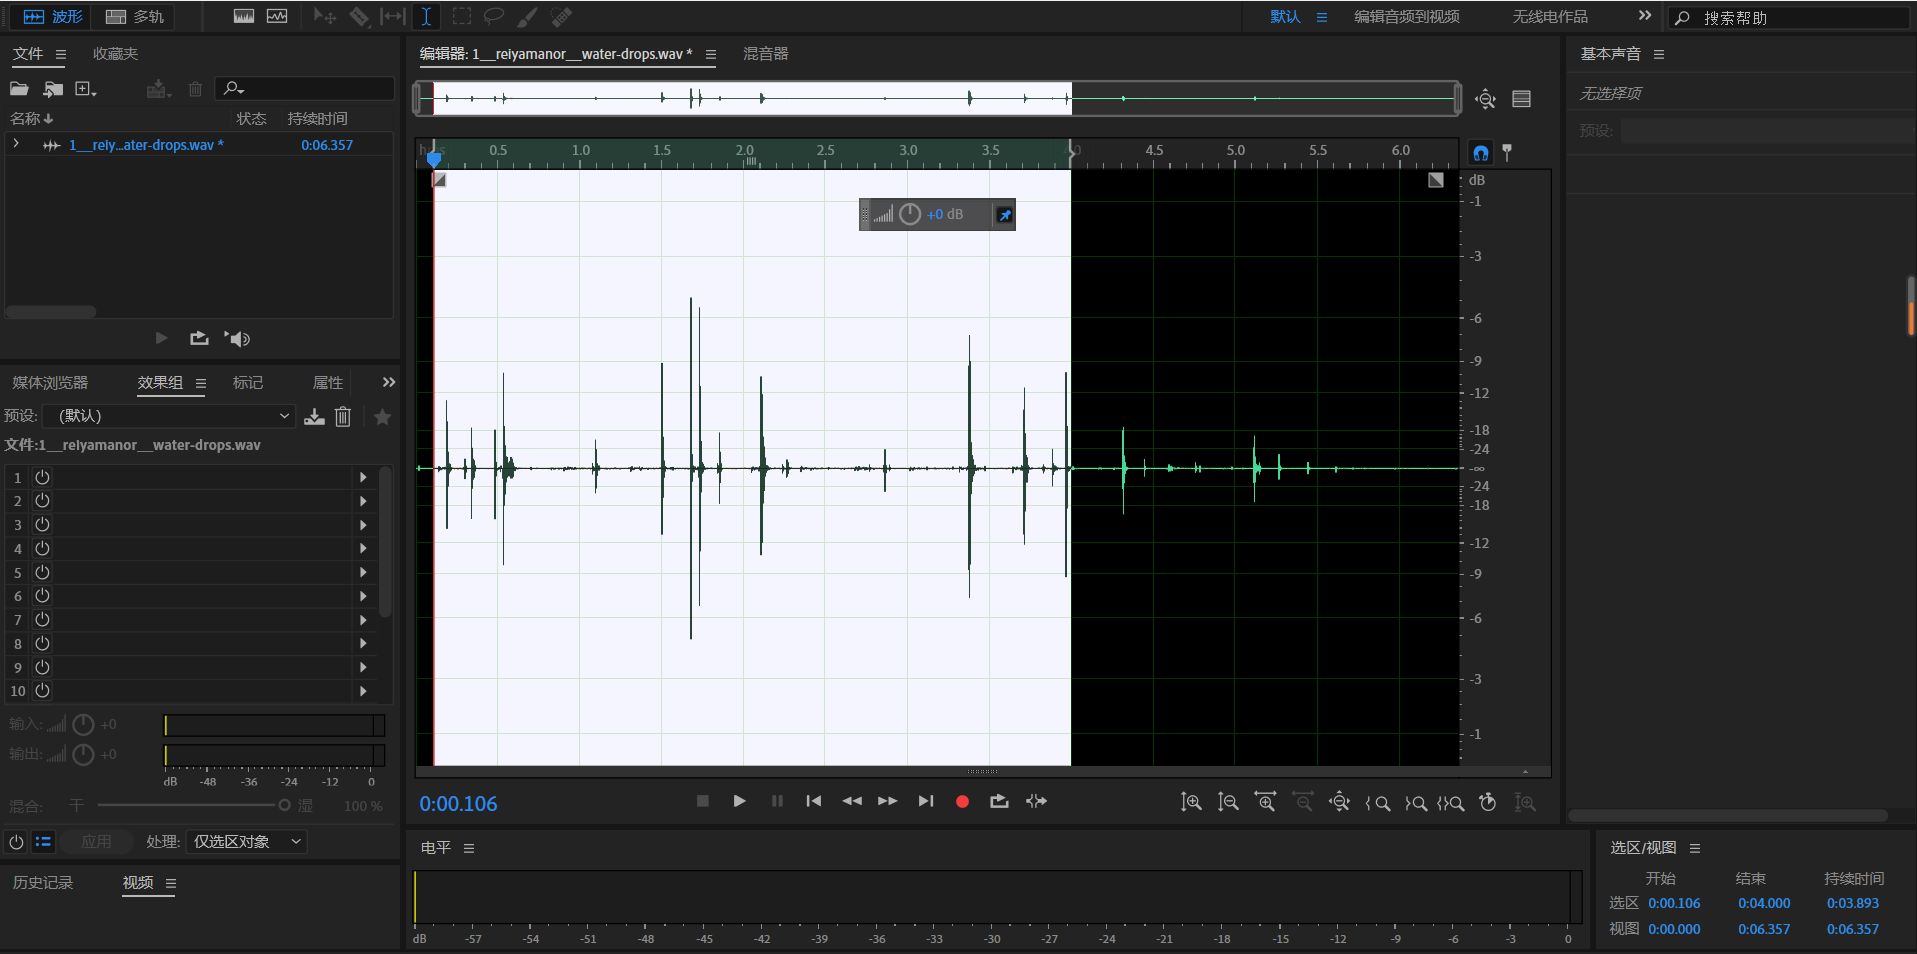 波形 多轨 默认 编辑音频到视频 无线电作品 搜索帮助
文件 收藏夹
名称 状态 持续时间
1__reiy...ater-drops.wav * 0:06.357
媒体浏览器 效果组 标记 属性
预设: (默认)
文件:1__reiyamanor__water-drops.wav
1
2
3
4
5
6
7
8
9
10
输入: +0
输出: +0
dB -48 -36 -24 -12 0
混合: 干 湿 100 %
应用 处理: 仅选区对象
历史记录 视频
编辑器: 1__reiyamanor__water-drops.wav * 混音器
0.5 1.0 1.5 2.0 2.5 3.0 3.5 4.5 5.0 5.5 6.0
+0 dB
dB
-1
-3
-6
-9
-12
-18
-24
-∞
-24
-18
-12
-9
-6
-3
-1
0:00.106
电平
dB -57 -54 -51 -48 -45 -42 -39 -36 -33 -30 -27 -24 -21 -18 -15 -12 -9 -6 -3 0
基本声音
无选择项
预设:
选区/视图
开始 结束 持续时间
选区 0:00.106 0:04.000 0:03.893
视图 0:00.000 0:06.357 0:06.357